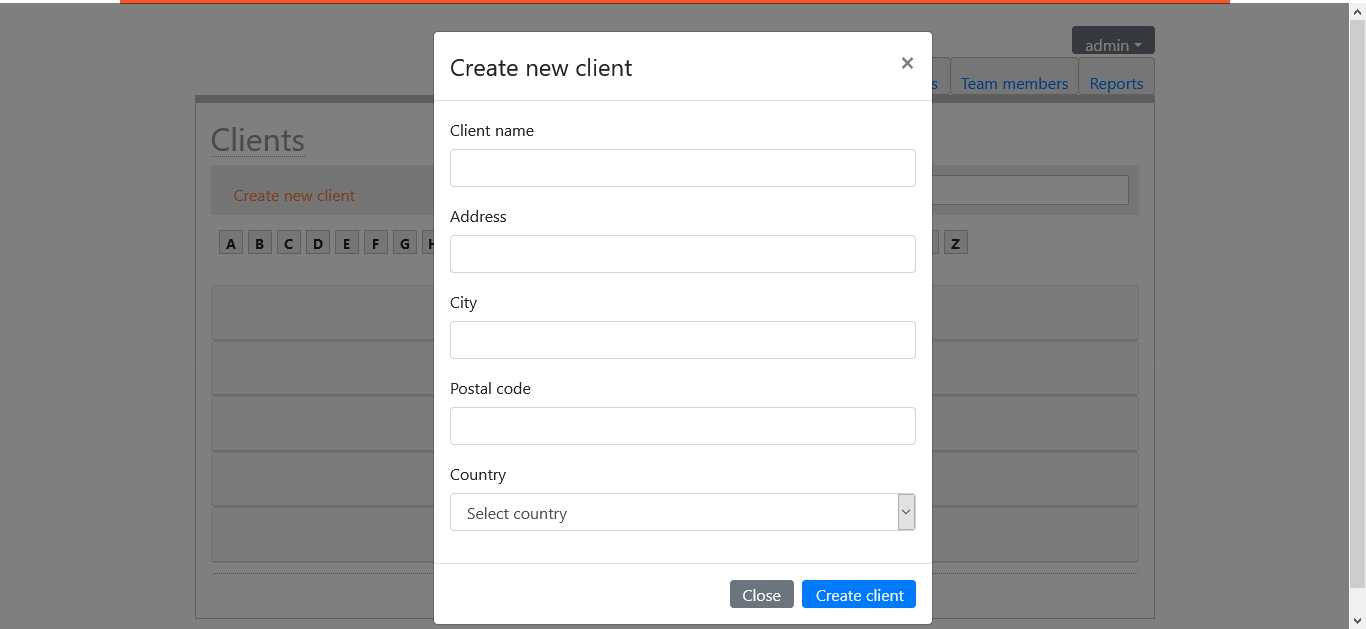 admin
Create new client
×
s
Team members
Reports
Clients
Client name
Create new client
Address
A B C D E F G H
Z
City
Postal code
Country
Select country
Close
Create client